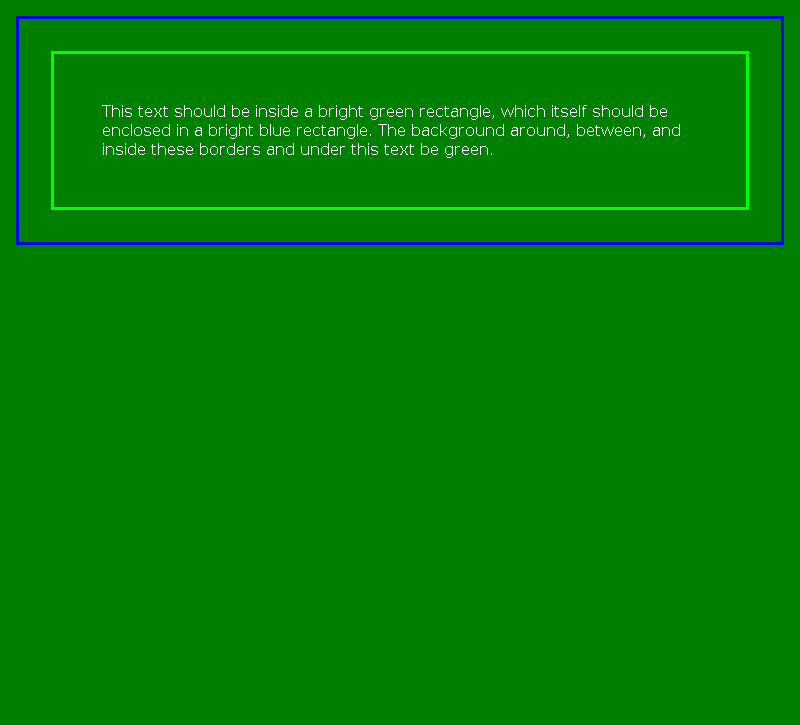 This text should be inside a bright green rectangle, which itself should be
enclosed in a bright blue rectangle. The background around, between, and
inside these borders and under this text be green.